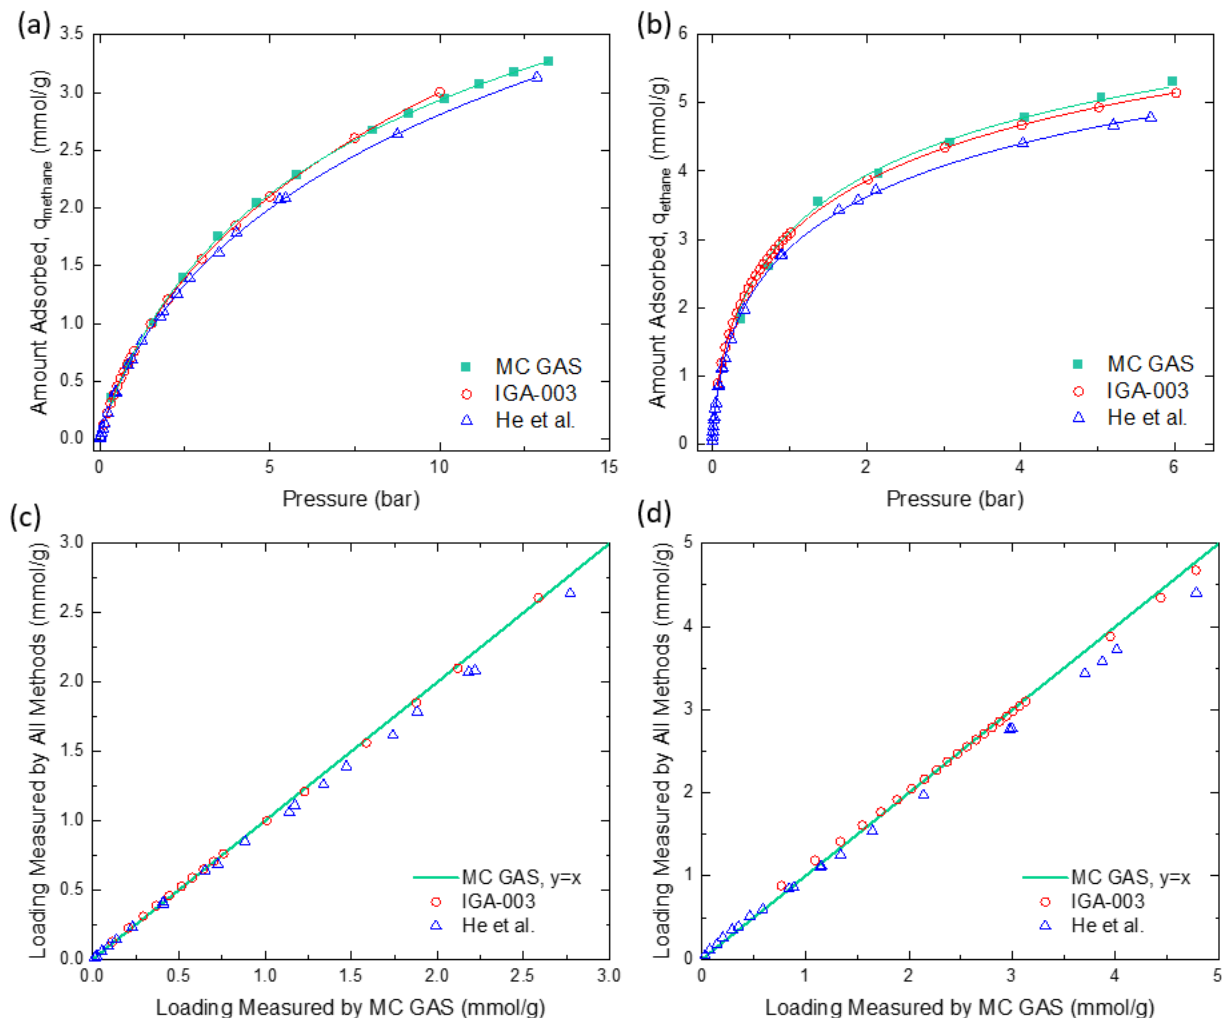 (a)
3.5
3.0
2.5
2.0
1.5
1.0
0.5
0.0
Amount Adsorbed, q_methane (mmol/g)
MC GAS
IGA-003
He et al.
0
5
10
15
Pressure (bar)
(b)
6
5
4
3
2
1
0
Amount Adsorbed, q_ethane (mmol/g)
MC GAS
IGA-003
He et al.
0
2
4
6
Pressure (bar)
(c)
3.0
2.5
2.0
1.5
1.0
0.5
0.0
Loading Measured by All Methods (mmol/g)
MC GAS, y=x
IGA-003
He et al.
0.0
0.5
1.0
1.5
2.0
2.5
3.0
Loading Measured by MC GAS (mmol/g)
(d)
5
4
3
2
1
0
Loading Measured by All Methods (mmol/g)
MC GAS, y=x
IGA-003
He et al.
0
1
2
3
4
5
Loading Measured by MC GAS (mmol/g)